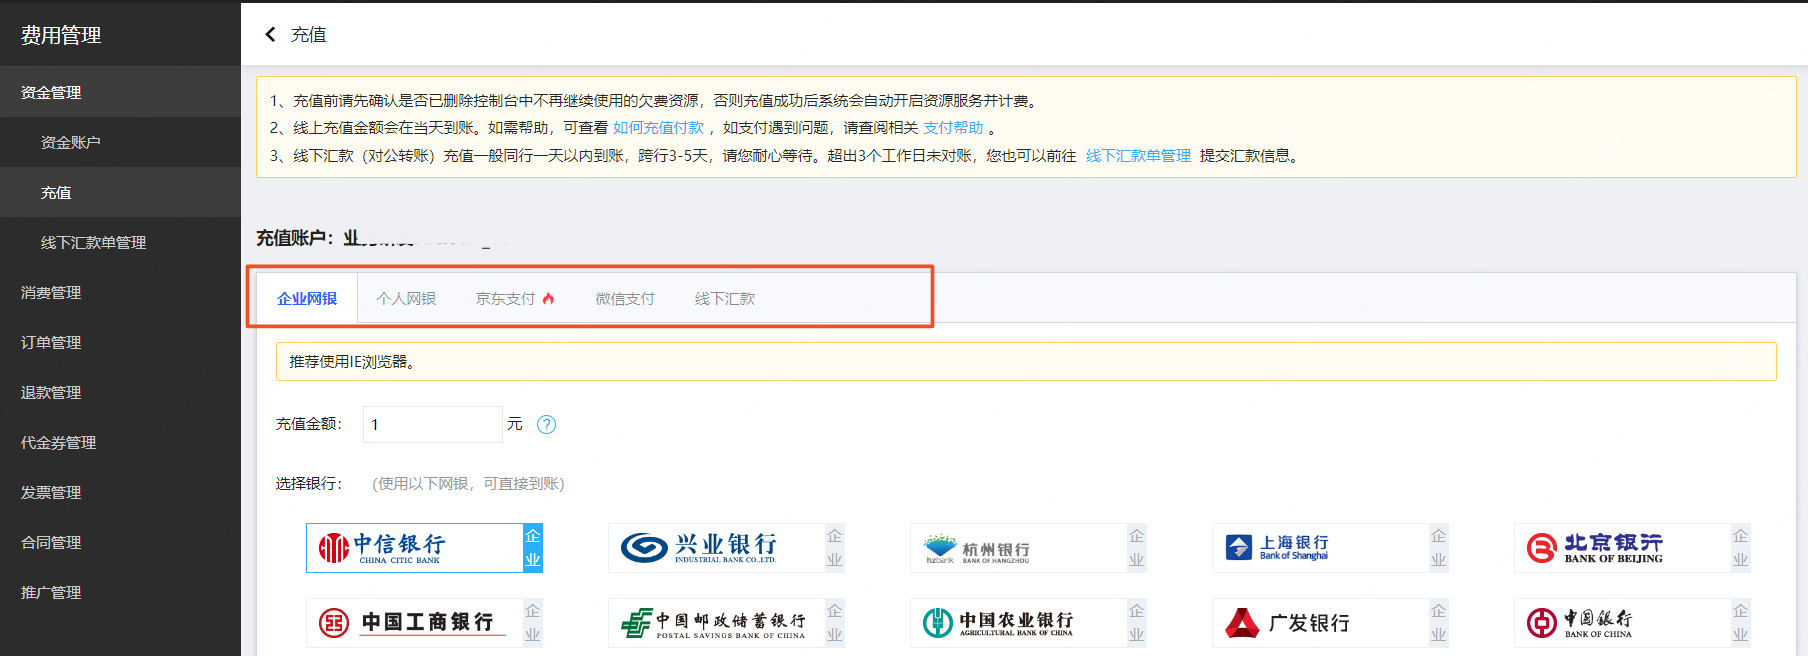 费用管理
充值
资金管理
资金账户
充值
线下汇款单管理
消费管理
订单管理
退款管理
代金券管理
发票管理
合同管理
推广管理
1、充值前请先确认是否已删除控制台中不再继续使用的欠费资源，否则充值成功后系统会自动开启资源服务并计费。
2、线上充值金额会在当天到账。如需帮助，可查看 如何充值付款 ，如支付遇到问题，请查阅相关 支付帮助 。
3、线下汇款（对公转账）充值一般同行一天以内到账，跨行3-5天，请您耐心等待。超出3个工作日未对账，您也可以前往 线下汇款单管理 提交汇款信息。
充值账户：业
企业网银 个人网银 京东支付 微信支付 线下汇款
推荐使用IE浏览器。
充值金额： 1 元 ?
选择银行： (使用以下网银，可直接到账)
中信银行 CHINA CITIC BANK 企业
兴业银行 INDUSTRIAL BANK CO.,LTD. 企业
杭州银行 hzbank BANK OF HANGZHOU 企业
上海银行 Bank of Shanghai 企业
北京银行 BANK OF BEIJING 企业
中国工商银行 企业
中国邮政储蓄银行 POSTAL SAVINGS BANK OF CHINA 企业
中国农业银行 AGRICULTURAL BANK OF CHINA 企业
广发银行 企业
中国银行 BANK OF CHINA 企业